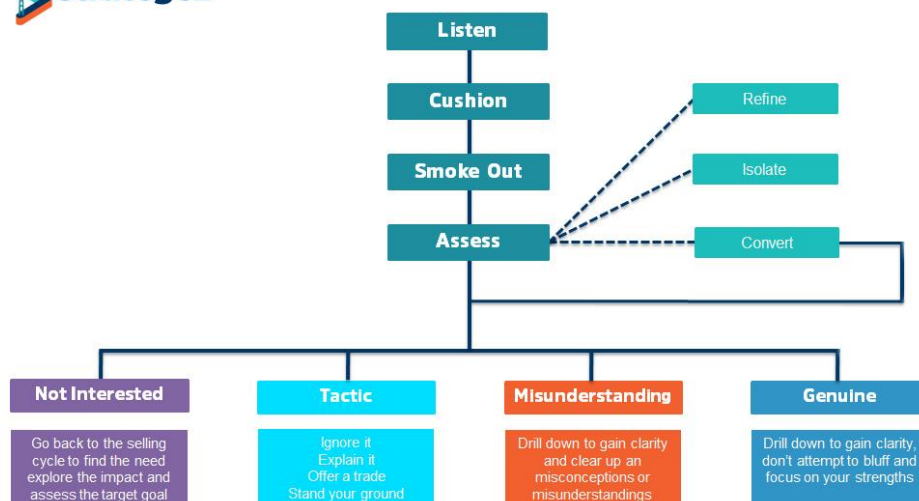 Listen
Cushion
Smoke Out
Assess
Refine
Isolate
Convert
Not Interested
Go back to the selling
cycle to find the need
explore the impact and
assess the target goal
Tactic
Ignore it
Explain it
Offer a trade
Stand your ground
Misunderstanding
Drill down to gain clarity
and clear up an
misconceptions or
misunderstandings
Genuine
Drill down to gain clarity,
don't attempt to bluff and
focus on your strengths